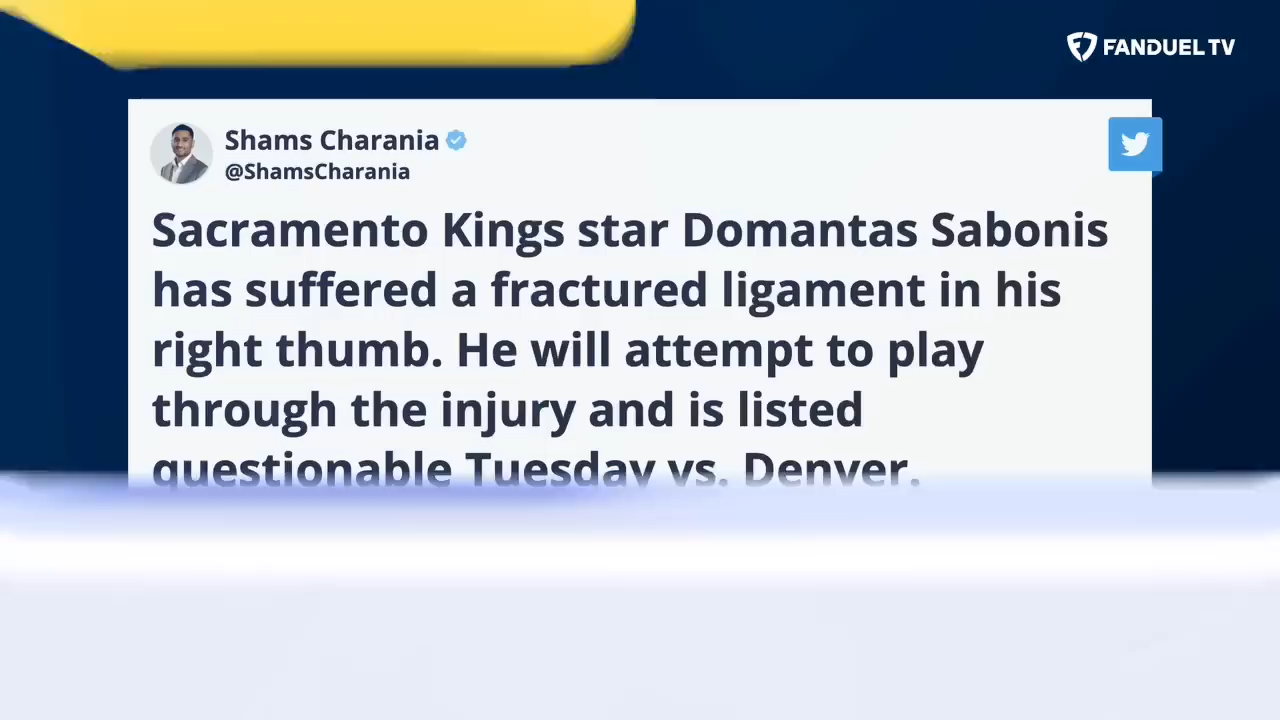 FANDUEL TV
Shams Charania
@ShamsCharania
Sacramento Kings star Domantas Sabonis
has suffered a fractured ligament in his
right thumb. He will attempt to play
through the injury and is listed
questionable Tuesday vs. Denver.